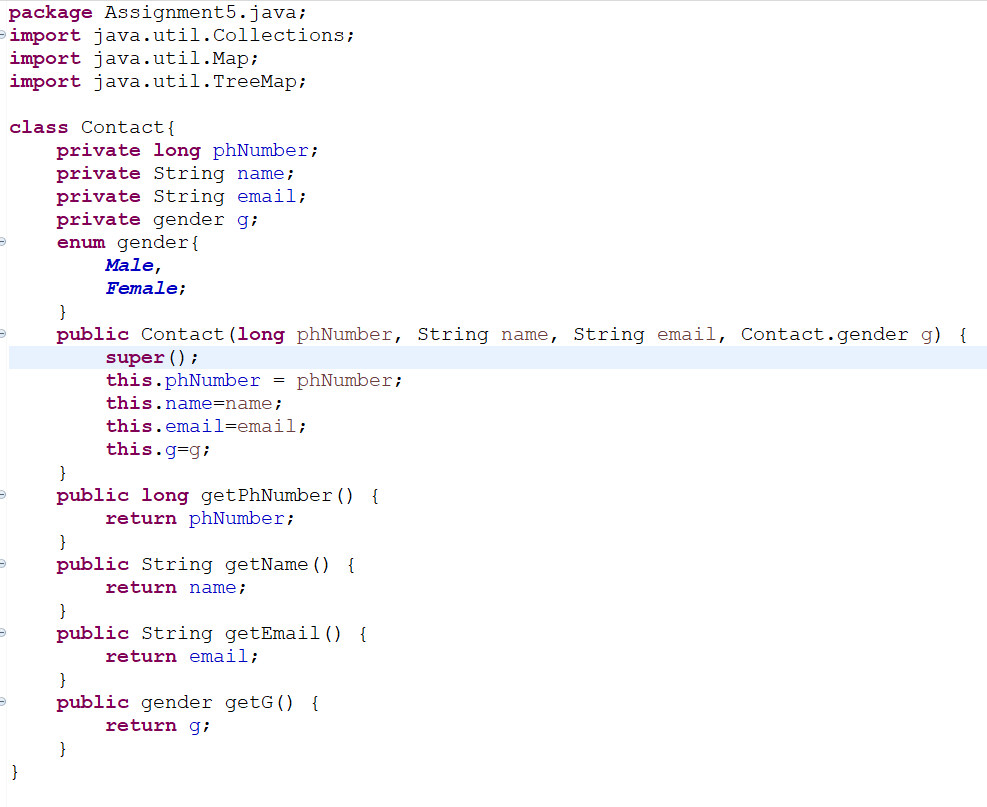 package Assignment5.java;
import java.util.Collections;
import java.util.Map;
import java.util.TreeMap;

class Contact{
    private long phNumber;
    private String name;
    private String email;
    private gender g;
    enum gender{
        Male,
        Female;
    }
    public Contact(long phNumber, String name, String email, Contact.gender g) {
        super();
        this.phNumber = phNumber;
        this.name=name;
        this.email=email;
        this.g=g;
    }
    public long getPhNumber() {
        return phNumber;
    }
    public String getName() {
        return name;
    }
    public String getEmail() {
        return email;
    }
    public gender getG() {
        return g;
    }
}